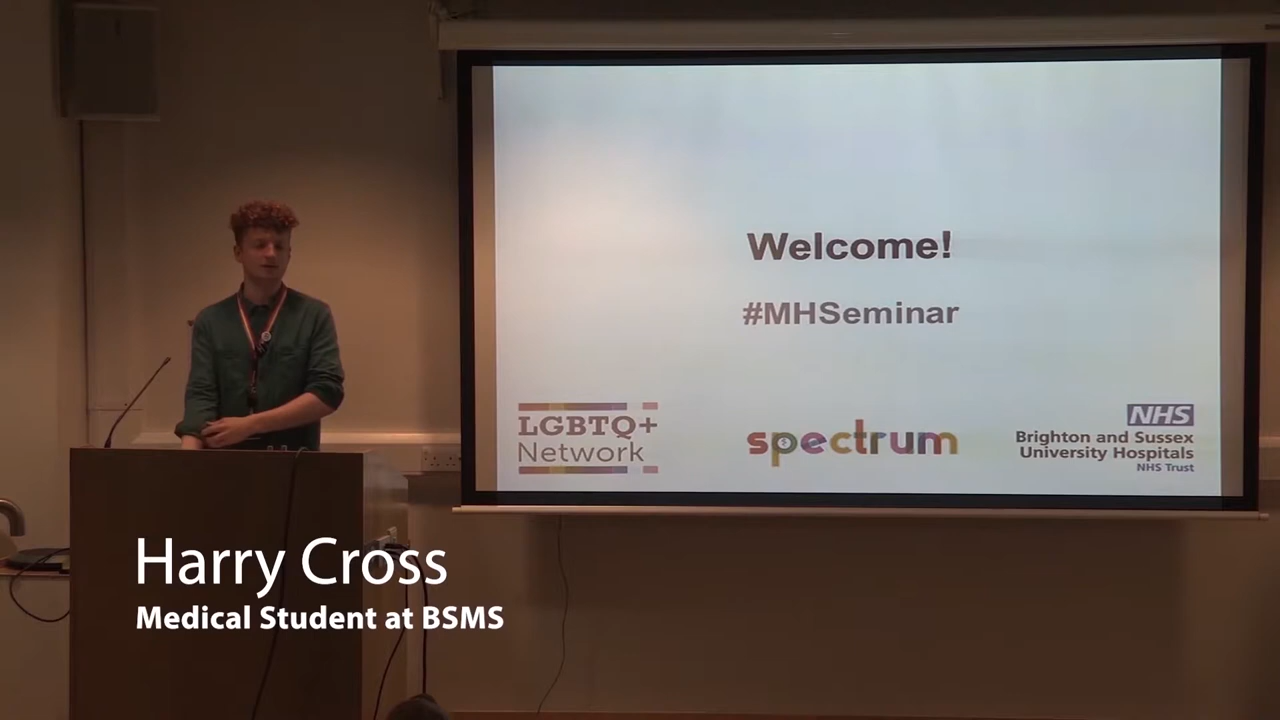 Welcome!
#MHSeminar
LGBTQ+
Network
spectrum
NHS
Brighton and Sussex
University Hospitals
NHS Trust
Harry Cross
Medical Student at BSMS